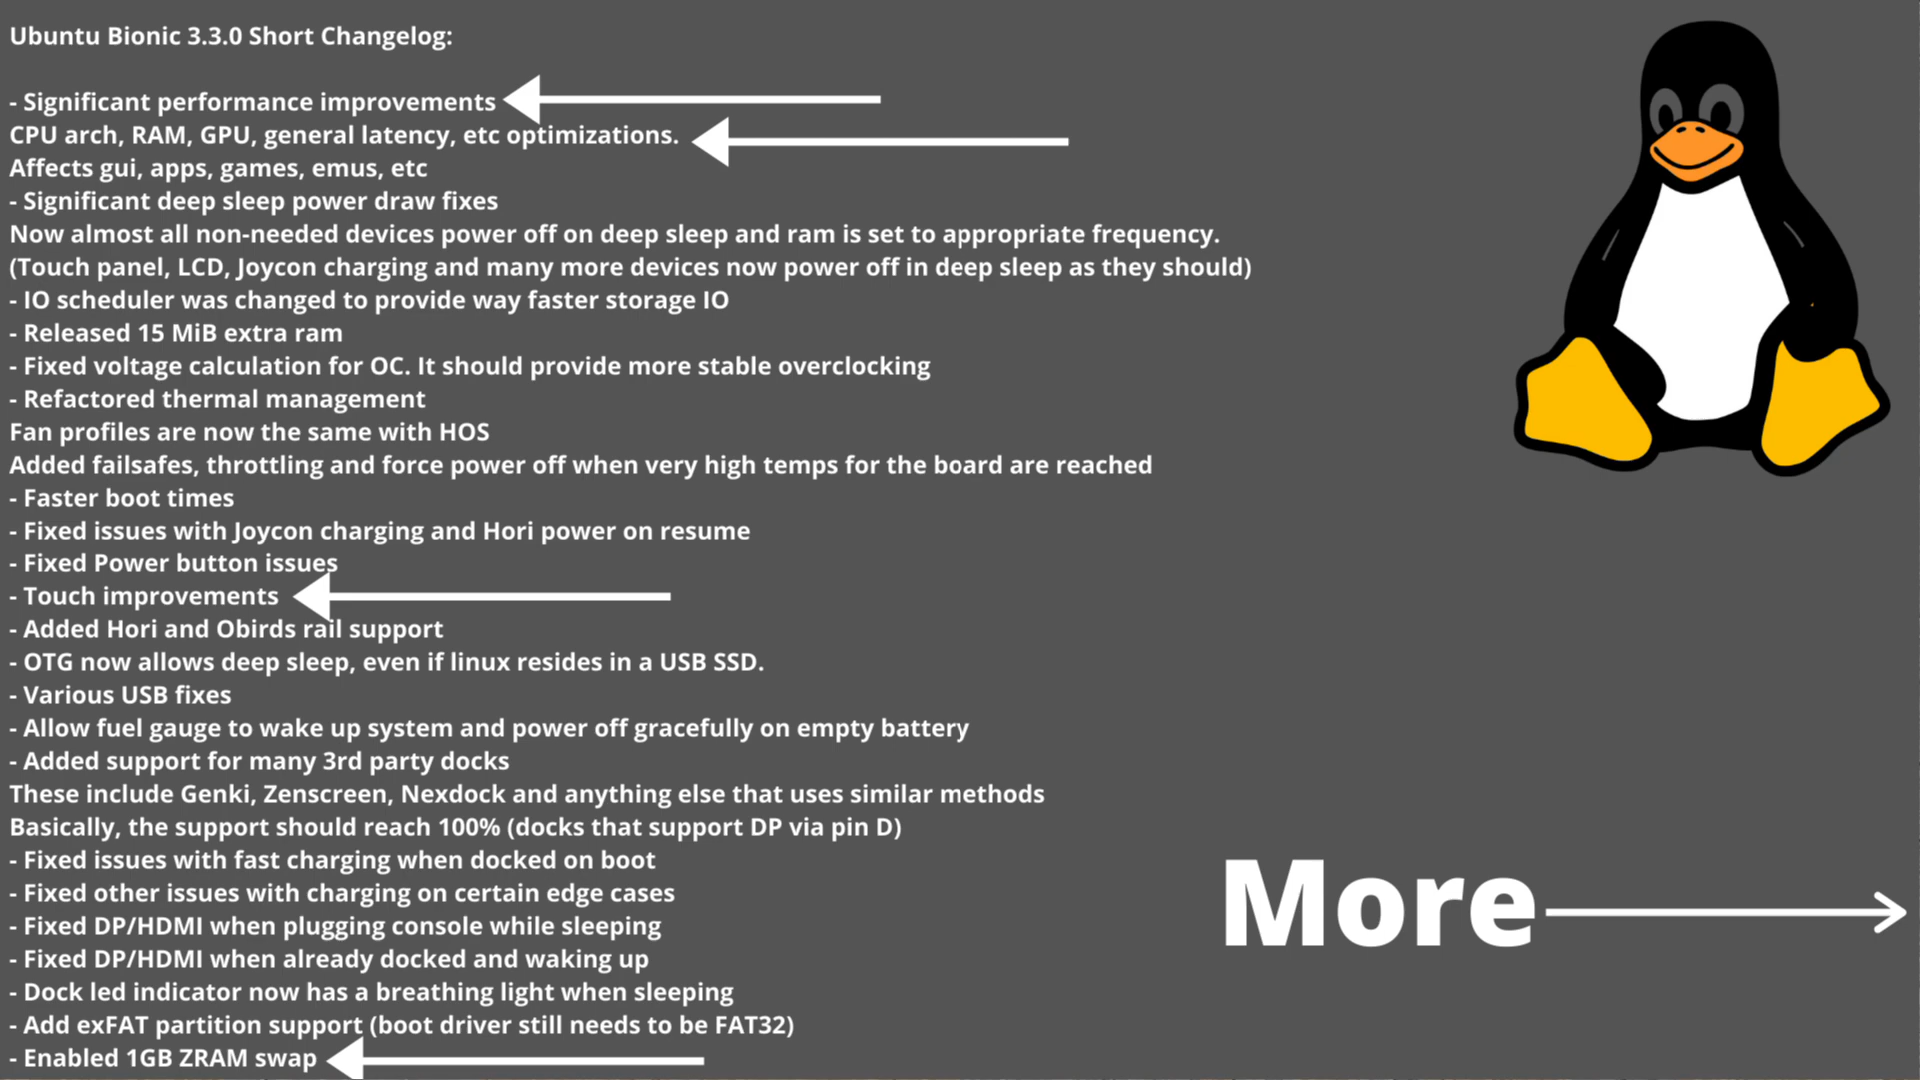 Ubuntu Bionic 3.3.0 Short Changelog:
- Significant performance improvements
CPU arch, RAM, GPU, general latency, etc optimizations.
Affects gui, apps, games, emus, etc
- Significant deep sleep power draw fixes
Now almost all non-needed devices power off on deep sleep and ram is set to appropriate frequency.
(Touch panel, LCD, Joycon charging and many more devices now power off in deep sleep as they should)
- IO scheduler was changed to provide way faster storage IO
- Released 15 MiB extra ram
- Fixed voltage calculation for OC. It should provide more stable overclocking
- Refactored thermal management
Fan profiles are now the same with HOS
Added failsafes, throttling and force power off when very high temps for the board are reached
- Faster boot times
- Fixed issues with Joycon charging and Hori power on resume
- Fixed Power button issues
- Touch improvements
- Added Hori and Obirds rail support
- OTG now allows deep sleep, even if linux resides in a USB SSD.
- Various USB fixes
- Allow fuel gauge to wake up system and power off gracefully on empty battery
- Added support for many 3rd party docks
These include Genki, Zenscreen, Nexdock and anything else that uses similar methods
Basically, the support should reach 100% (docks that support DP via pin D)
- Fixed issues with fast charging when docked on boot
- Fixed other issues with charging on certain edge cases
- Fixed DP/HDMI when plugging console while sleeping
- Fixed DP/HDMI when already docked and waking up
- Dock led indicator now has a breathing light when sleeping
- Add exFAT partition support (boot driver still needs to be FAT32)
- Enabled 1GB ZRAM swap
More